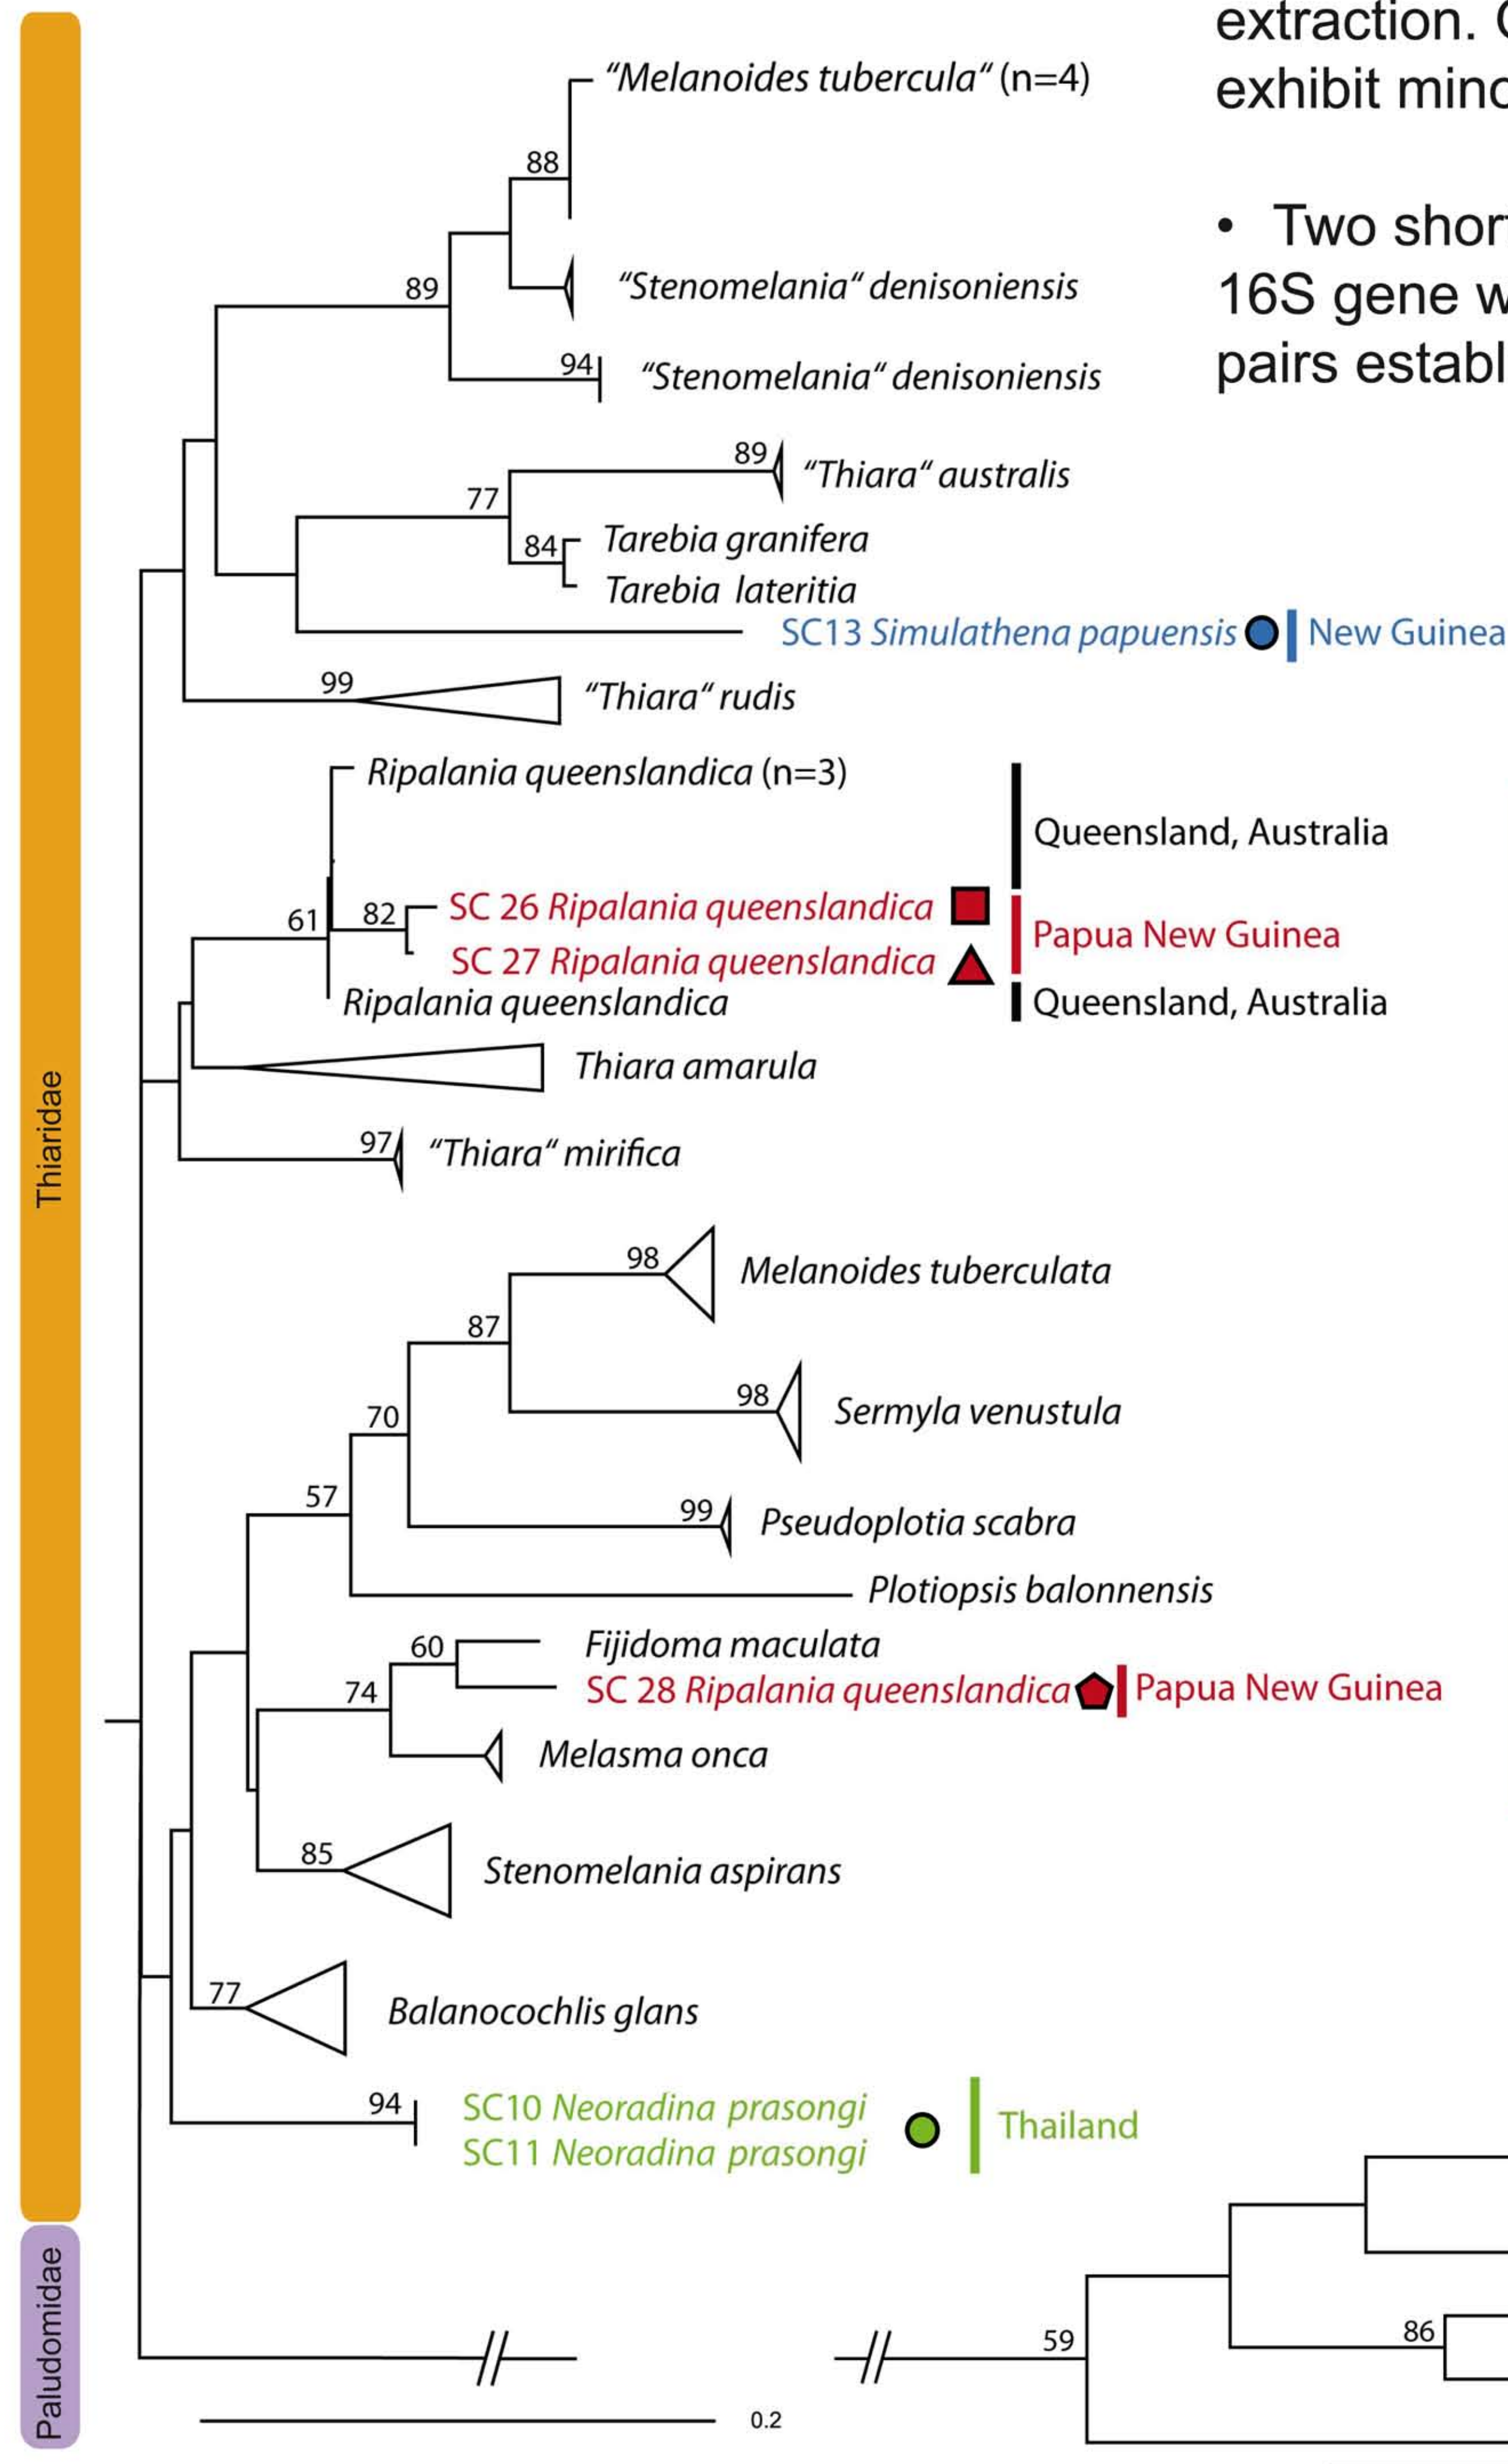 extraction.
exhibit
• Two
16S gene
pairs
Thiaridae
Paludomidae
“Melanoides tubercula“ (n=4)
88
89
“Stenomelania“ denisoniensis
94
“Stenomelania“ denisoniensis
89
“Thiara“ australis
77
84
Tarebia granifera
Tarebia lateritia
SC13 Simulathena papuensis
New Guinea
99
“Thiara“ rudis
Ripalania queenslandica (n=3)
Queensland, Australia
61
82
SC 26 Ripalania queenslandica
Papua New Guinea
SC 27 Ripalania queenslandica
Ripalania queenslandica
Queensland, Australia
Thiara amarula
97
“Thiara“ mirifica
98
Melanoides tuberculata
87
98
Sermyla venustula
70
57
99
Pseudoplotia scabra
Plotiopsis balonnensis
60
Fijidoma maculata
SC 28 Ripalania queenslandica
Papua New Guinea
74
Melasma onca
85
Stenomelania aspirans
77
Balanocochlis glans
94
SC10 Neoradina prasongi
SC11 Neoradina prasongi
Thailand
59
86
0.2